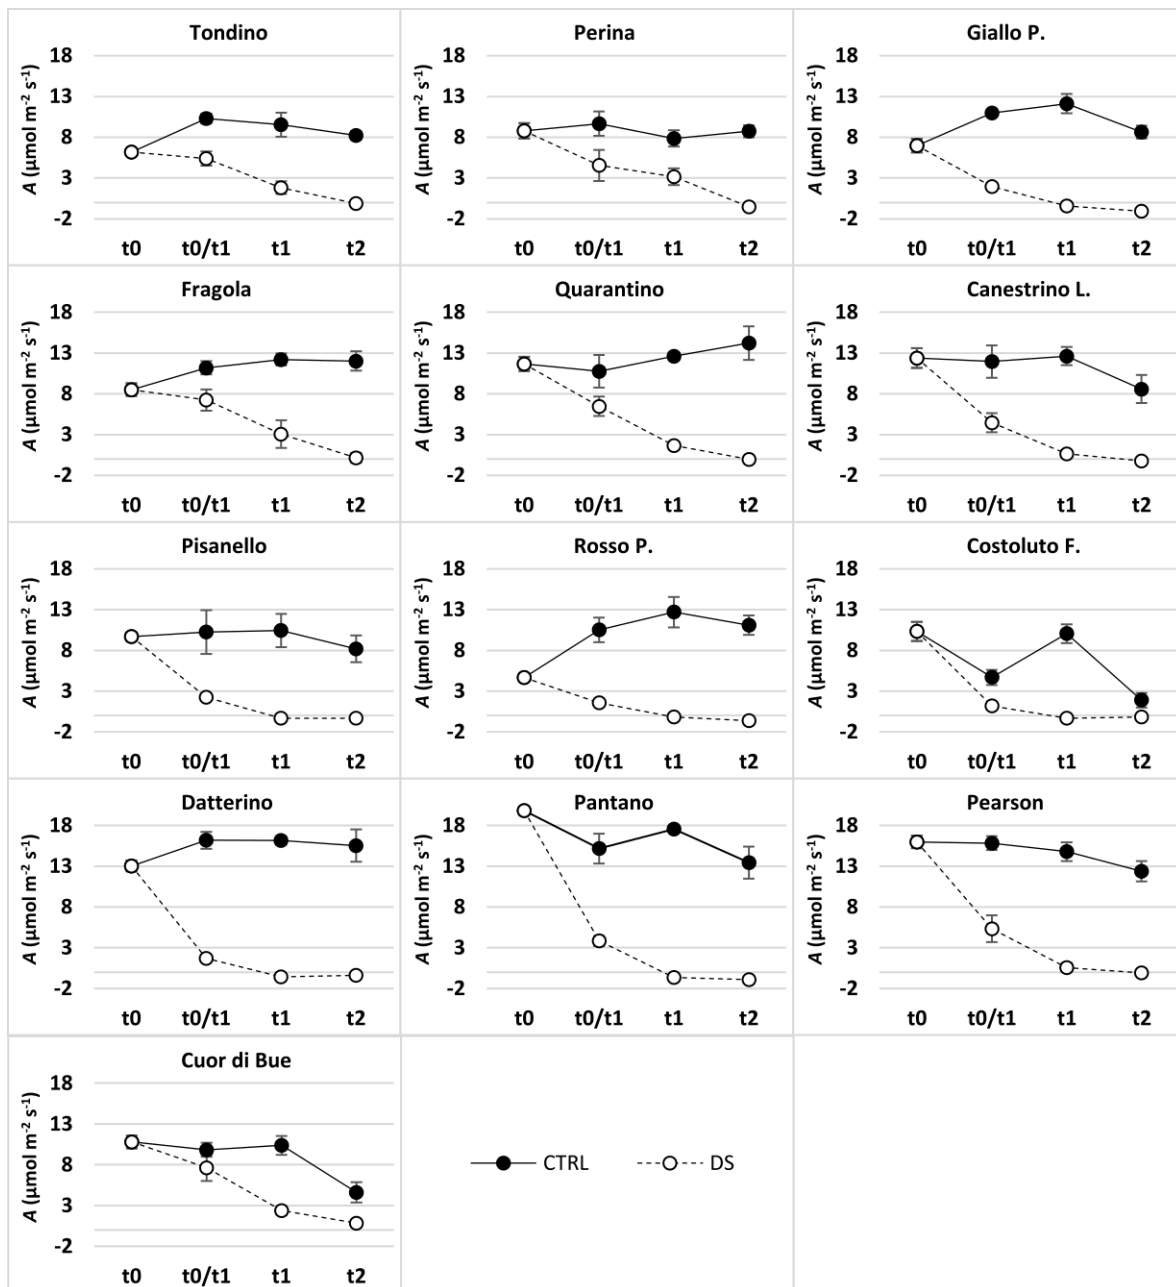 Tondino
A (μmol m⁻² s⁻¹)
18
13
8
3
-2
t0 t0/t1 t1 t2
Perina
A (μmol m⁻² s⁻¹)
18
13
8
3
-2
t0 t0/t1 t1 t2
Giallo P.
A (μmol m⁻² s⁻¹)
18
13
8
3
-2
t0 t0/t1 t1 t2
Fragola
A (μmol m⁻² s⁻¹)
18
13
8
3
-2
t0 t0/t1 t1 t2
Quarantino
A (μmol m⁻² s⁻¹)
18
13
8
3
-2
t0 t0/t1 t1 t2
Canestrino L.
A (μmol m⁻² s⁻¹)
18
13
8
3
-2
t0 t0/t1 t1 t2
Pisanello
A (μmol m⁻² s⁻¹)
18
13
8
3
-2
t0 t0/t1 t1 t2
Rosso P.
A (μmol m⁻² s⁻¹)
18
13
8
3
-2
t0 t0/t1 t1 t2
Costoluto F.
A (μmol m⁻² s⁻¹)
18
13
8
3
-2
t0 t0/t1 t1 t2
Datterino
A (μmol m⁻² s⁻¹)
18
13
8
3
-2
t0 t0/t1 t1 t2
Pantano
A (μmol m⁻² s⁻¹)
18
13
8
3
-2
t0 t0/t1 t1 t2
Pearson
A (μmol m⁻² s⁻¹)
18
13
8
3
-2
t0 t0/t1 t1 t2
Cuor di Bue
A (μmol m⁻² s⁻¹)
18
13
8
3
-2
t0 t0/t1 t1 t2
CTRL DS